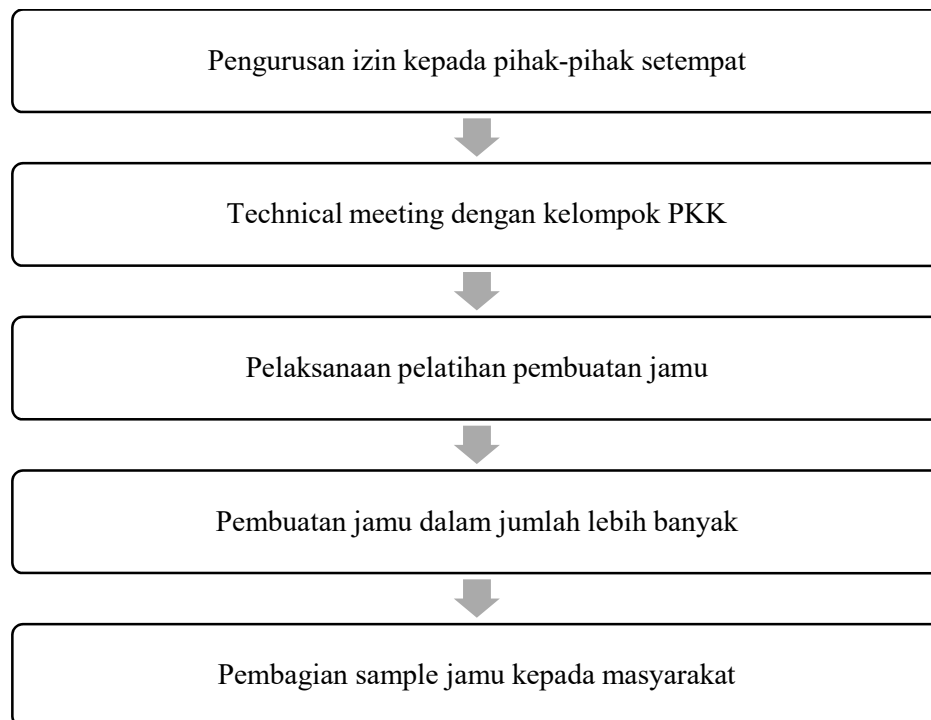 Pengurusan izin kepada pihak-pihak setempat
Technical meeting dengan kelompok PKK
Pelaksanaan pelatihan pembuatan jamu
Pembuatan jamu dalam jumlah lebih banyak
Pembagian sample jamu kepada masyarakat